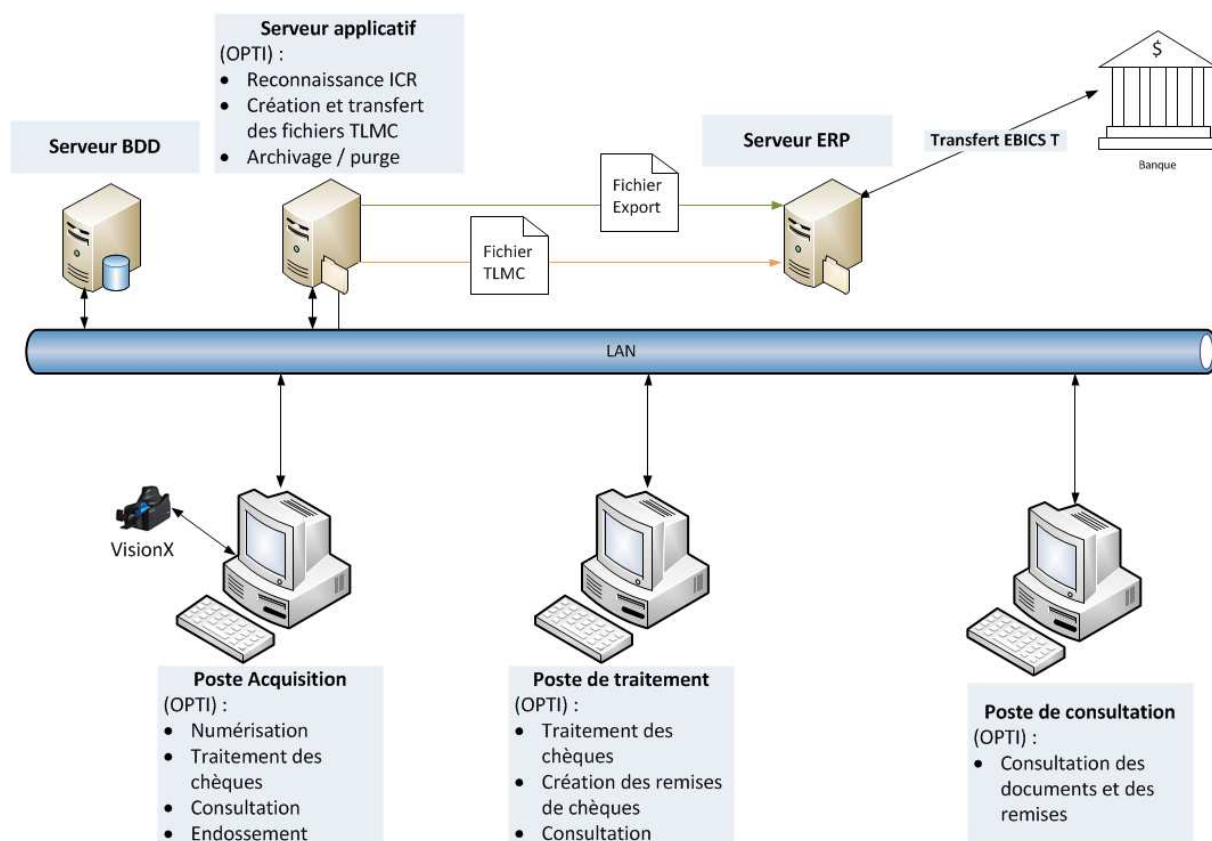 Serveur applicatif
(OPTI) :
• Reconnaissance ICR
• Création et transfert
des fichiers TLMC
• Archivage / purge
Serveur BDD
Serveur ERP
$
Transfert EBICS T
Banque
Fichier
Export
Fichier
TLMC
LAN
VisionX
Poste Acquisition
(OPTI) :
• Numérisation
• Traitement des
chèques
• Consultation
• Endossement
Poste de traitement
(OPTI) :
• Traitement des
chèques
• Création des remises
de chèques
• Consultation
Poste de consultation
(OPTI) :
• Consultation des
documents et des
remises